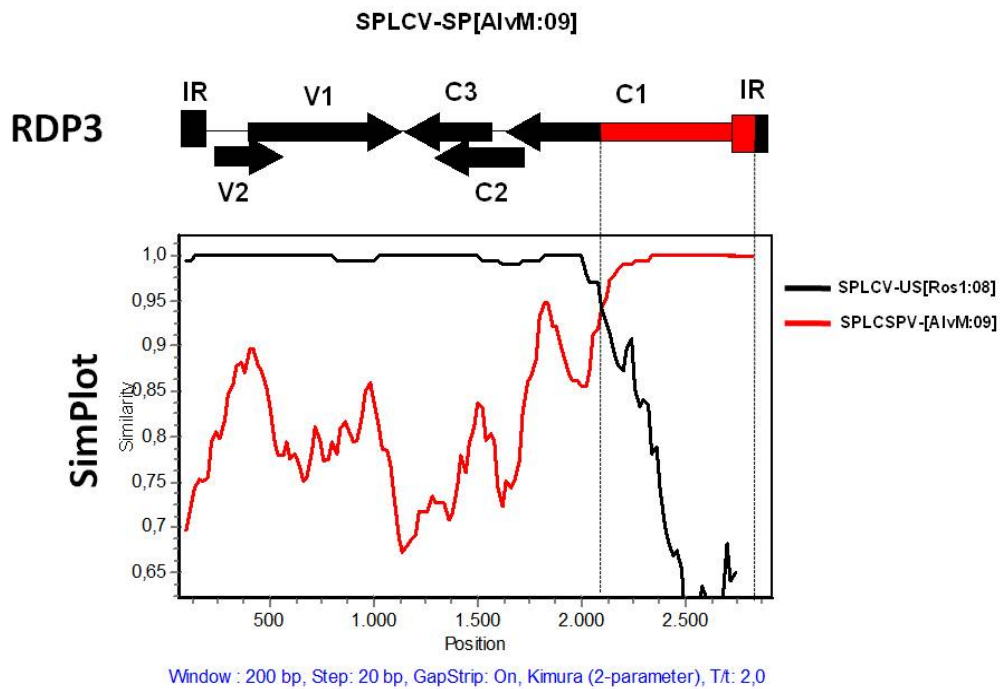 SPLCV-SP[AlvM:09]
IR V1 C3 C1 IR
RDP3
V2 C2
SimPlot
Similarity
1,0
0,95
0,9
0,85
0,8
0,75
0,7
0,65
SPLCV-US[Ros1:08]
SPLCSPV-[AlvM:09]
500 1.000 1.500 2.000 2.500
Position
Window : 200 bp, Step: 20 bp, GapStrip: On, Kimura (2-parameter), T/t: 2,0